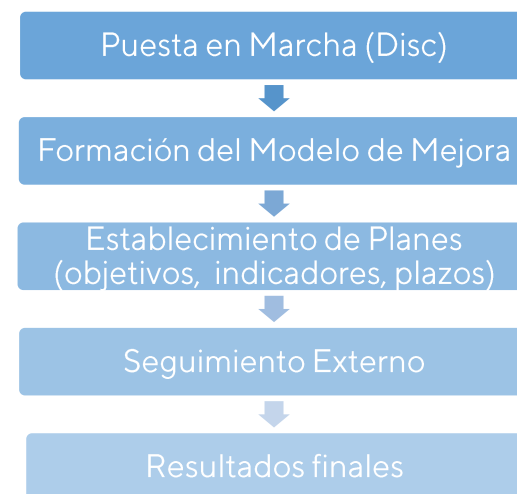 Puesta en Marcha (Disc)
Formación del Modelo de Mejora
Establecimiento de Planes
(objetivos, indicadores, plazos)
Seguimiento Externo
Resultados finales